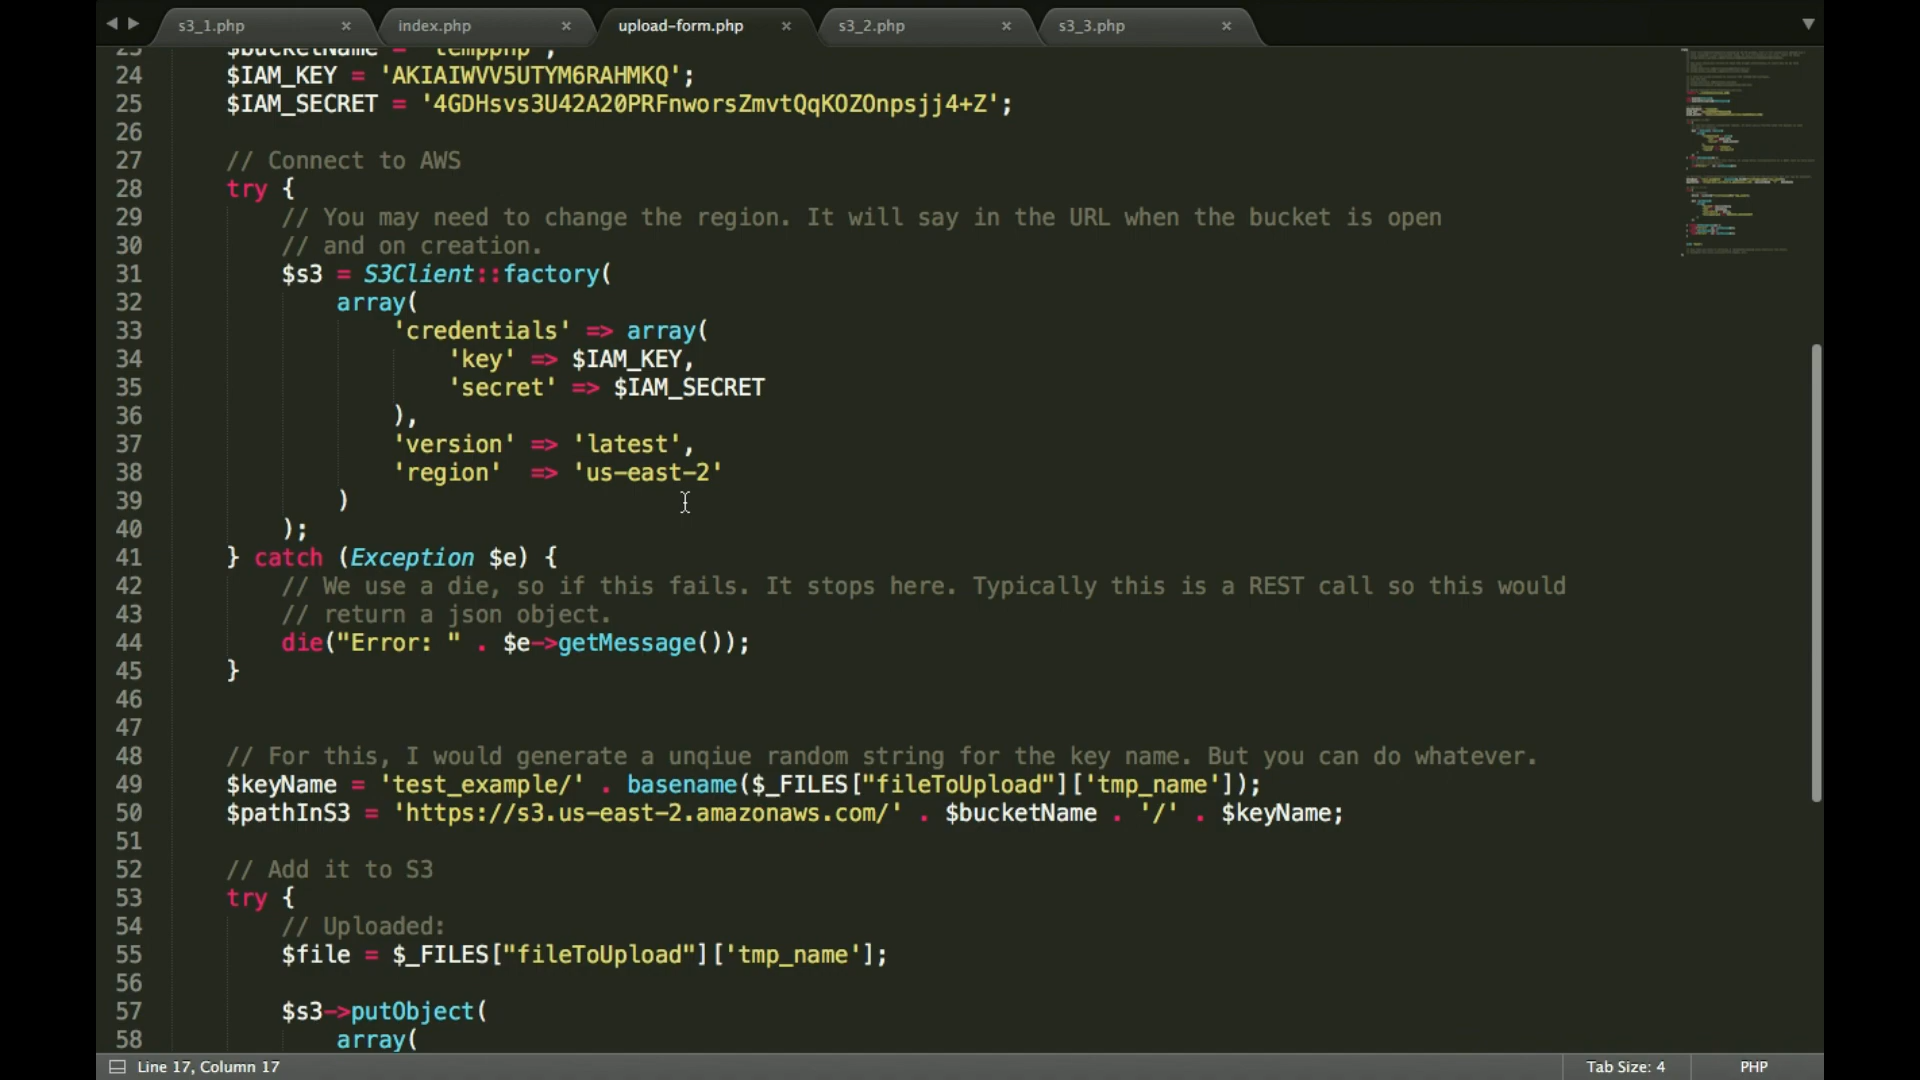 s3_1.php × index.php × upload-form.php × s3_2.php × s3_3.php ×
23 $bucketName = 'tempphp';
24 $IAM_KEY = 'AKIAIWVV5UTYM6RAHMKQ';
25 $IAM_SECRET = '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';
26
27 // Connect to AWS
28 try {
29 // You may need to change the region. It will say in the URL when the bucket is open
30 // and on creation.
31 $s3 = S3Client::factory(
32 array(
33 'credentials' => array(
34 'key' => $IAM_KEY,
35 'secret' => $IAM_SECRET
36 ),
37 'version' => 'latest',
38 'region' => 'us-east-2'
39 )
40 );
41 } catch (Exception $e) {
42 // We use a die, so if this fails. It stops here. Typically this is a REST call so this would
43 // return a json object.
44 die("Error: " . $e->getMessage());
45 }
46
47
48 // For this, I would generate a unqiue random string for the key name. But you can do whatever.
49 $keyName = 'test_example/' . basename($_FILES["fileToUpload"]['tmp_name']);
50 $pathInS3 = 'https://s3.us-east-2.amazonaws.com/' . $bucketName . '/' . $keyName;
51
52 // Add it to S3
53 try {
54 // Uploaded:
55 $file = $_FILES["fileToUpload"]['tmp_name'];
56
57 $s3->putObject(
58 array(
Line 17, Column 17 Tab Size: 4 PHP